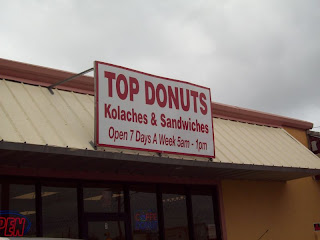 TOP DONUTS
Kolaches & Sandwiches
Open 7 Days A Week 5am - 1pm